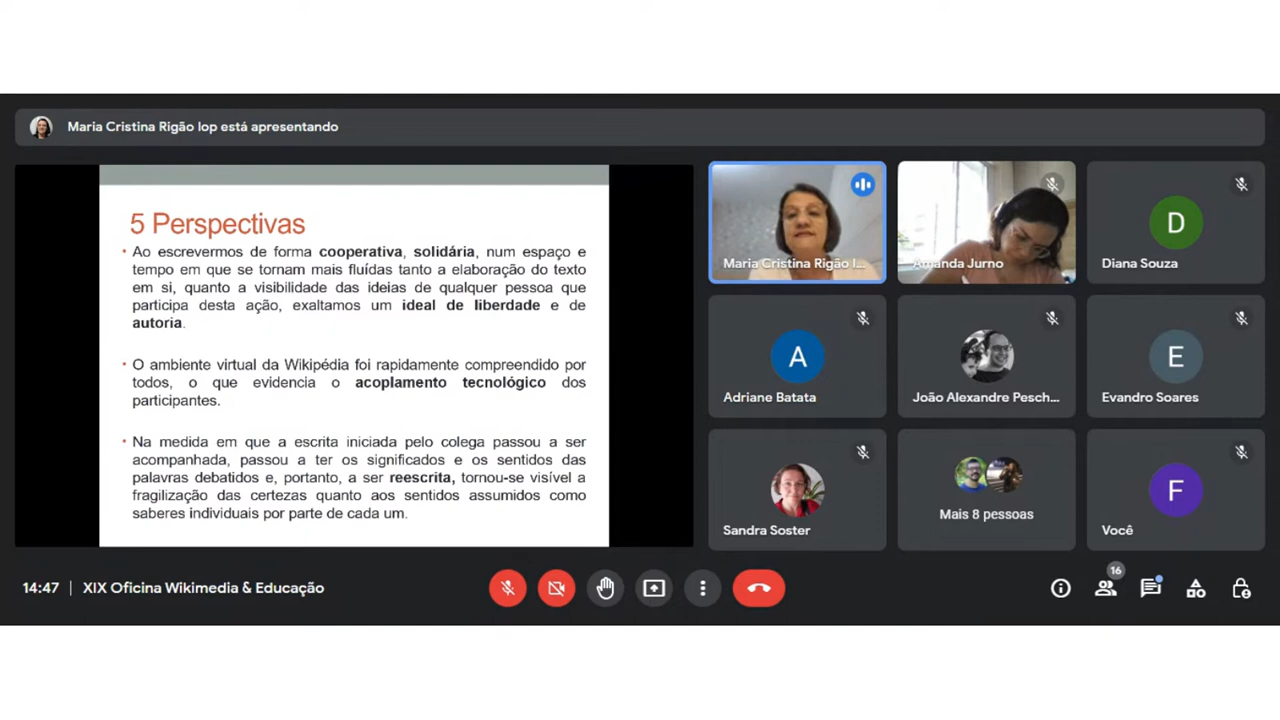 Maria Cristina Rigão Iop está apresentando
5 Perspectivas
• Ao escrevermos de forma cooperativa, solidária, num espaço e
tempo em que se tornam mais fluídas tanto a elaboração do texto
em si, quanto a visibilidade das ideias de qualquer pessoa que
participa desta ação, exaltamos um ideal de liberdade e de
autoria.
• O ambiente virtual da Wikipédia foi rapidamente compreendido por
todos, o que evidencia o acoplamento tecnológico dos
participantes.
• Na medida em que a escrita iniciada pelo colega passou a ser
acompanhada, passou a ter os significados e os sentidos das
palavras debatidos e, portanto, a ser reescrita, tornou-se visível a
fragilização das certezas quanto aos sentidos assumidos como
saberes individuais por parte de cada um.
Maria Cristina Rigão I...
Amanda Jurno
D
Diana Souza
A
Adriane Batata
João Alexandre Pesch...
E
Evandro Soares
Sandra Soster
Mais 8 pessoas
F
Você
14:47 | XIX Oficina Wikimedia & Educação
16